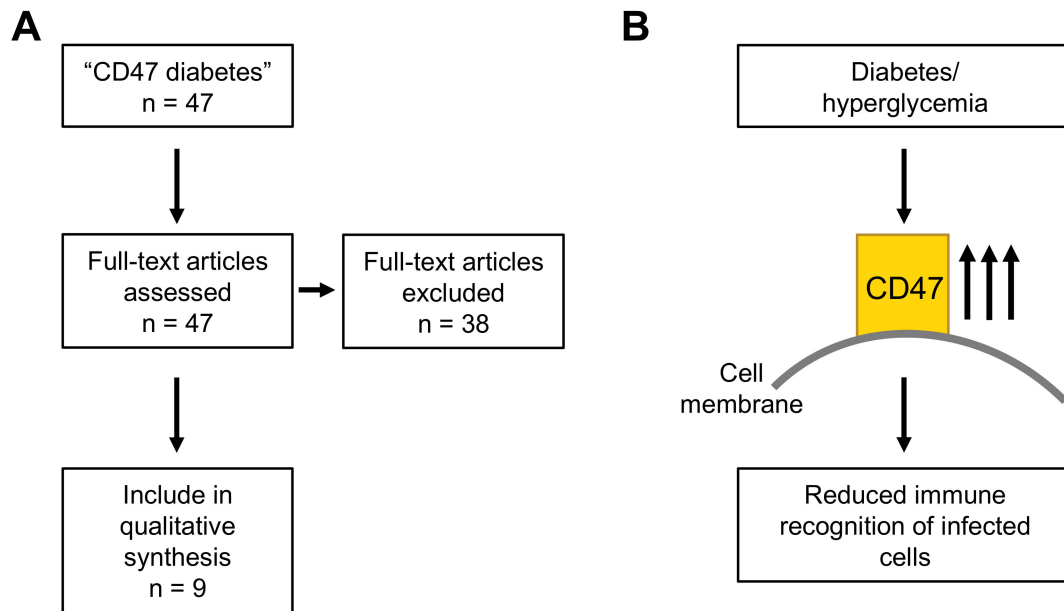 A
“CD47 diabetes”
n = 47
Full-text articles
assessed
n = 47
Full-text articles
excluded
n = 38
Include in
qualitative
synthesis
n = 9
B
Diabetes/
hyperglycemia
CD47
Cell
membrane
Reduced immune
recognition of infected
cells